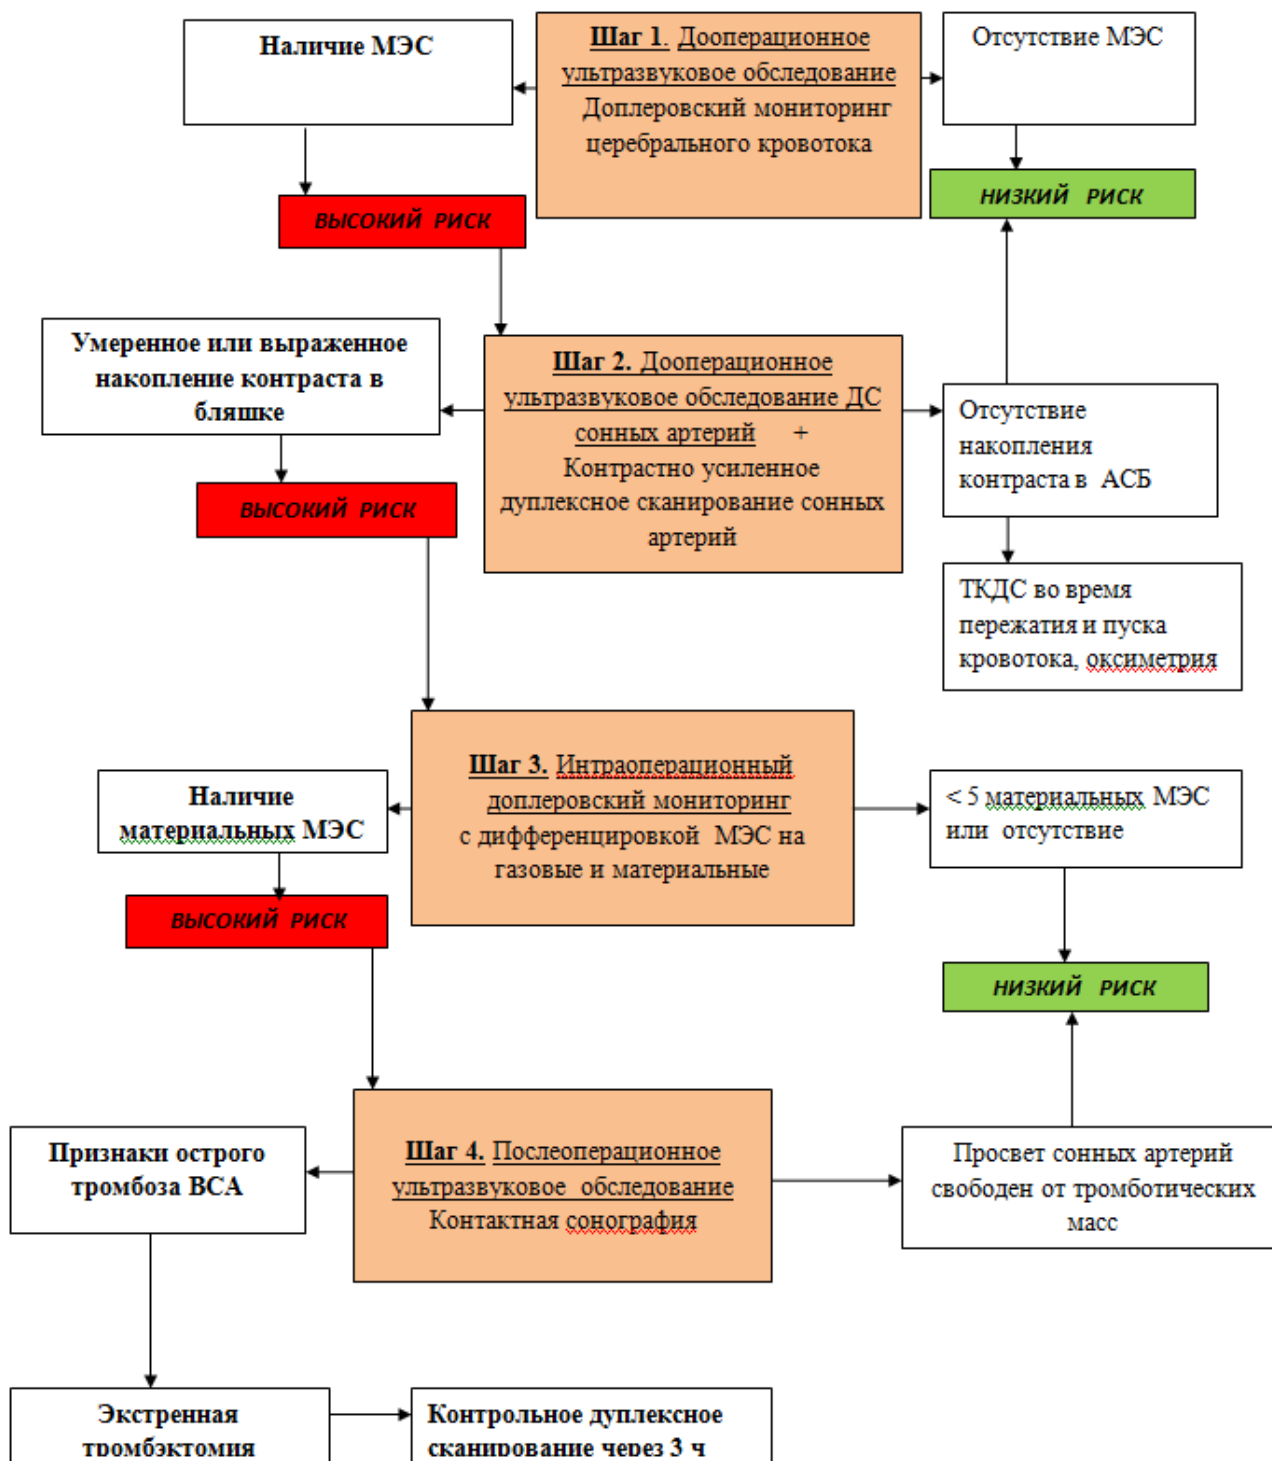 Наличие МЭС
Шаг 1. Дооперационное
ультразвуковое обследование
Доплеровский мониторинг
церебрального кровотока
Отсутствие МЭС
ВЫСОКИЙ РИСК
НИЗКИЙ РИСК
Умеренное или выраженное
накопление контраста в
бляшке
Шаг 2. Дооперационное
ультразвуковое обследование ДС
сонных артерий +
Контрастно усиленное
дуплексное сканирование сонных
артерий
Отсутствие
накопления
контраста в АСБ
ВЫСОКИЙ РИСК
ТКДС во время
пережатия и пуска
кровотока, оксиметрия
Шаг 3. Интраоперационный
доплеровский мониторинг
с дифференцировкой МЭС на
газовые и материальные
Наличие
материальных МЭС
< 5 материальных МЭС
или отсутствие
ВЫСОКИЙ РИСК
НИЗКИЙ РИСК
Признаки острого
тромбоза ВСА
Шаг 4. Послеоперационное
ультразвуковое обследование
Контактная сонография
Просвет сонных артерий
свободен от тромботических
масс
Экстренная
тромбэктомия
Контрольное дуплексное
сканирование через 3 ч